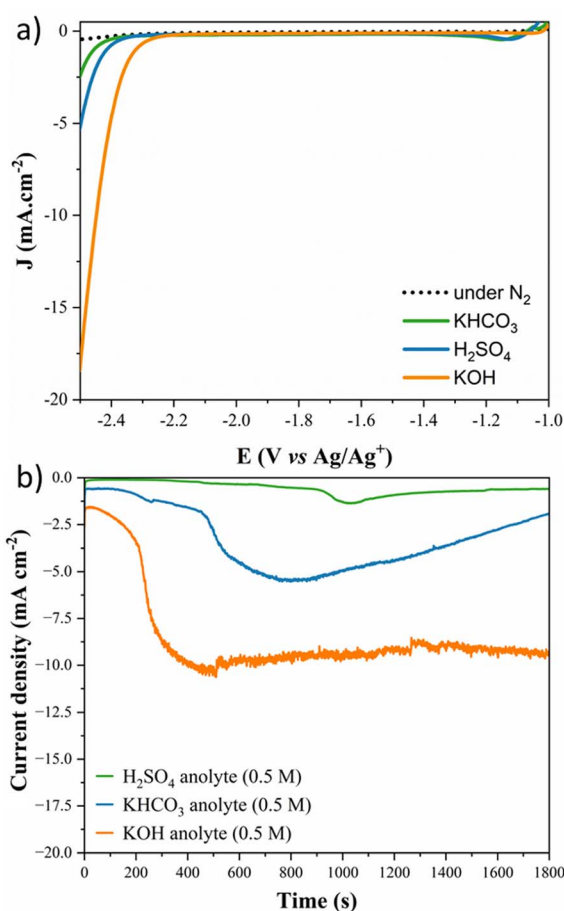 a)
0
-5
-10
-15
-20
J (mA.cm-2)
under N2
KHCO3
H2SO4
KOH
-2.4 -2.2 -2.0 -1.8 -1.6 -1.4 -1.2 -1.0
E (V vs Ag/Ag+)
b)
0.0
−2.5
−5.0
−7.5
−10.0
−12.5
−15.0
−17.5
−20.0
Current density (mA cm-2)
H2SO4 anolyte (0.5 M)
KHCO3 anolyte (0.5 M)
KOH anolyte (0.5 M)
0 200 400 600 800 1000 1200 1400 1600 1800
Time (s)